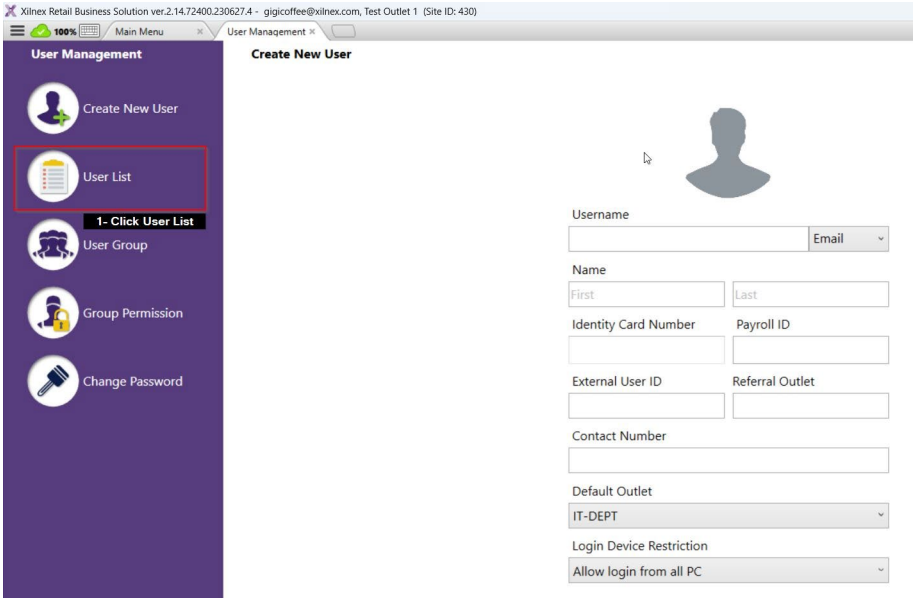 Xilnex Retail Business Solution ver.2.14.72400.230627.4 - gigicoffee@xilnex.com, Test Outlet 1 (Site ID: 430)
100% Main Menu User Management
User Management
Create New User
User List
1- Click User List
User Group
Group Permission
Change Password
Create New User
Username
Email
Name
First Last
Identity Card Number Payroll ID
External User ID Referral Outlet
Contact Number
Default Outlet
IT-DEPT
Login Device Restriction
Allow login from all PC